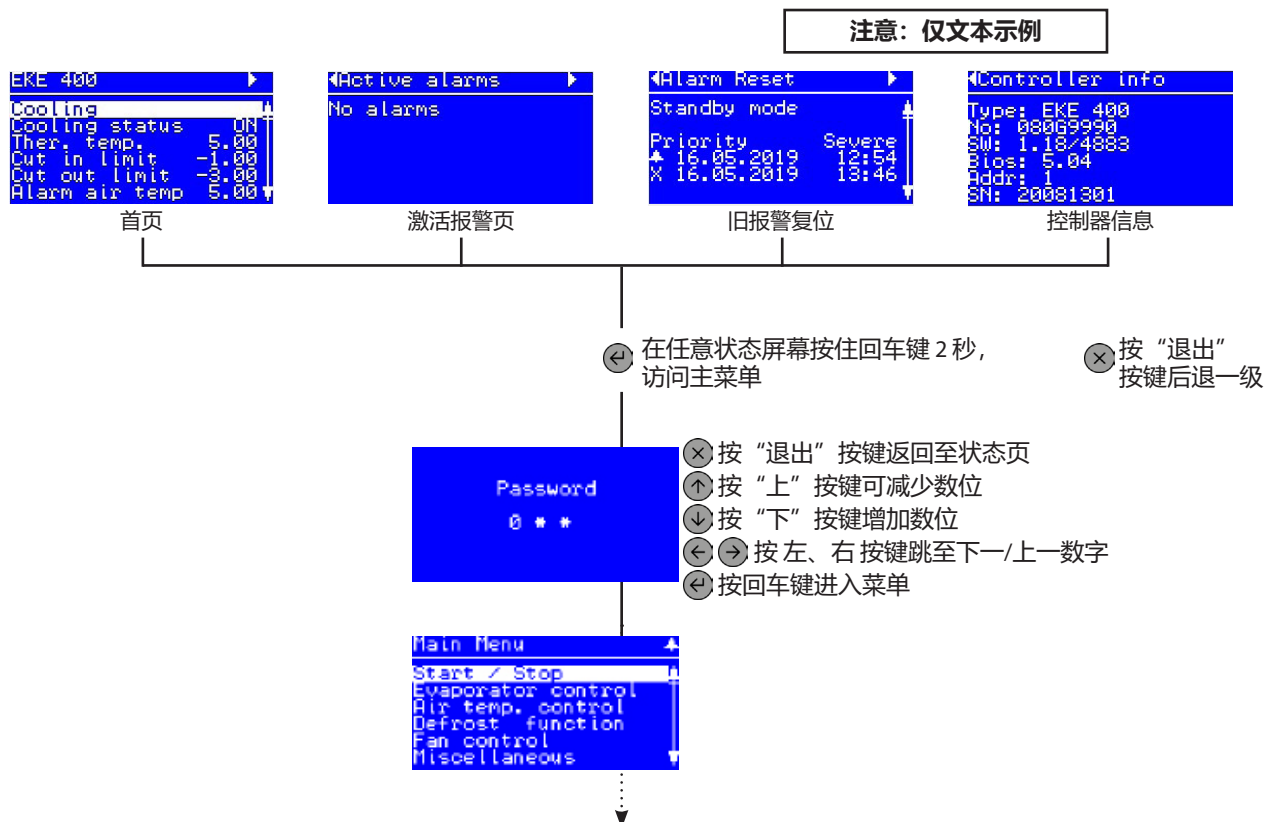 注意：仅文本示例
EKE 400
Cooling
Cooling status ON
Ther. temp. 5.00
Cut in limit -1.00
Cut out limit -3.00
Alarm air temp 5.00
首页
Active alarms
No alarms
激活报警页
Alarm Reset
Standby mode
Priority Severe
16.05.2019 12:54
X 16.05.2019 13:46
旧报警复位
Controller info
Type: EKE 400
No: 080G9990
SW: 1.18/4883
Bios: 5.04
Addr: 1
SN: 20081301
控制器信息
在任意状态屏幕按住回车键 2 秒，
访问主菜单
按“退出”
按键后退一级
Password
0 * *
按“退出”按键返回至状态页
按“上”按键可减少数位
按“下”按键增加数位
按 左、右 按键跳至下一/上一数字
按回车键进入菜单
Main Menu
Start / Stop
Evaporator control
Air temp. control
Defrost function
Fan control
Miscellaneous